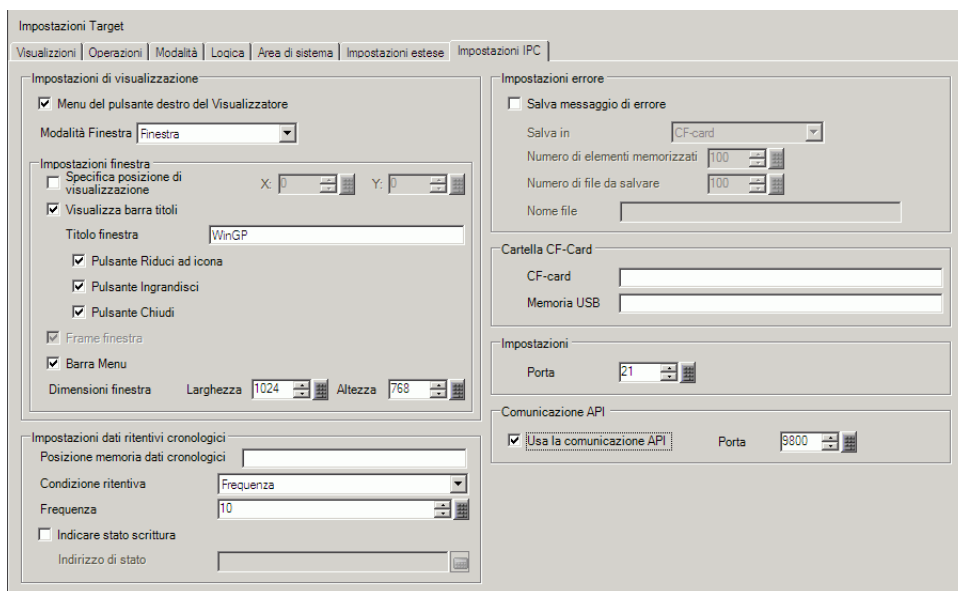 Impostazioni Target
Visualizzioni Operazioni Modalità Logica Area di sistema Impostazioni estese Impostazioni IPC
Impostazioni di visualizzazione
Menu del pulsante destro del Visualizzatore
Modalità Finestra Finestra
Impostazioni finestra
Specifica posizione di visualizzazione X: 0 Y: 0
Visualizza barra titoli
Titolo finestra WinGP
Pulsante Riduci ad icona
Pulsante Ingrandisci
Pulsante Chiudi
Frame finestra
Barra Menu
Dimensioni finestra Larghezza 1024 Altezza 768
Impostazioni dati ritentivi cronologici
Posizione memoria dati cronologici
Condizione ritentiva Frequenza
Frequenza 10
Indicare stato scrittura
Indirizzo di stato
Impostazioni errore
Salva messaggio di errore
Salva in CF-card
Numero di elementi memorizzati 100
Numero di file da salvare 100
Nome file
Cartella CF-Card
CF-card
Memoria USB
Impostazioni
Porta 21
Comunicazione API
Usa la comunicazione API Porta 9800